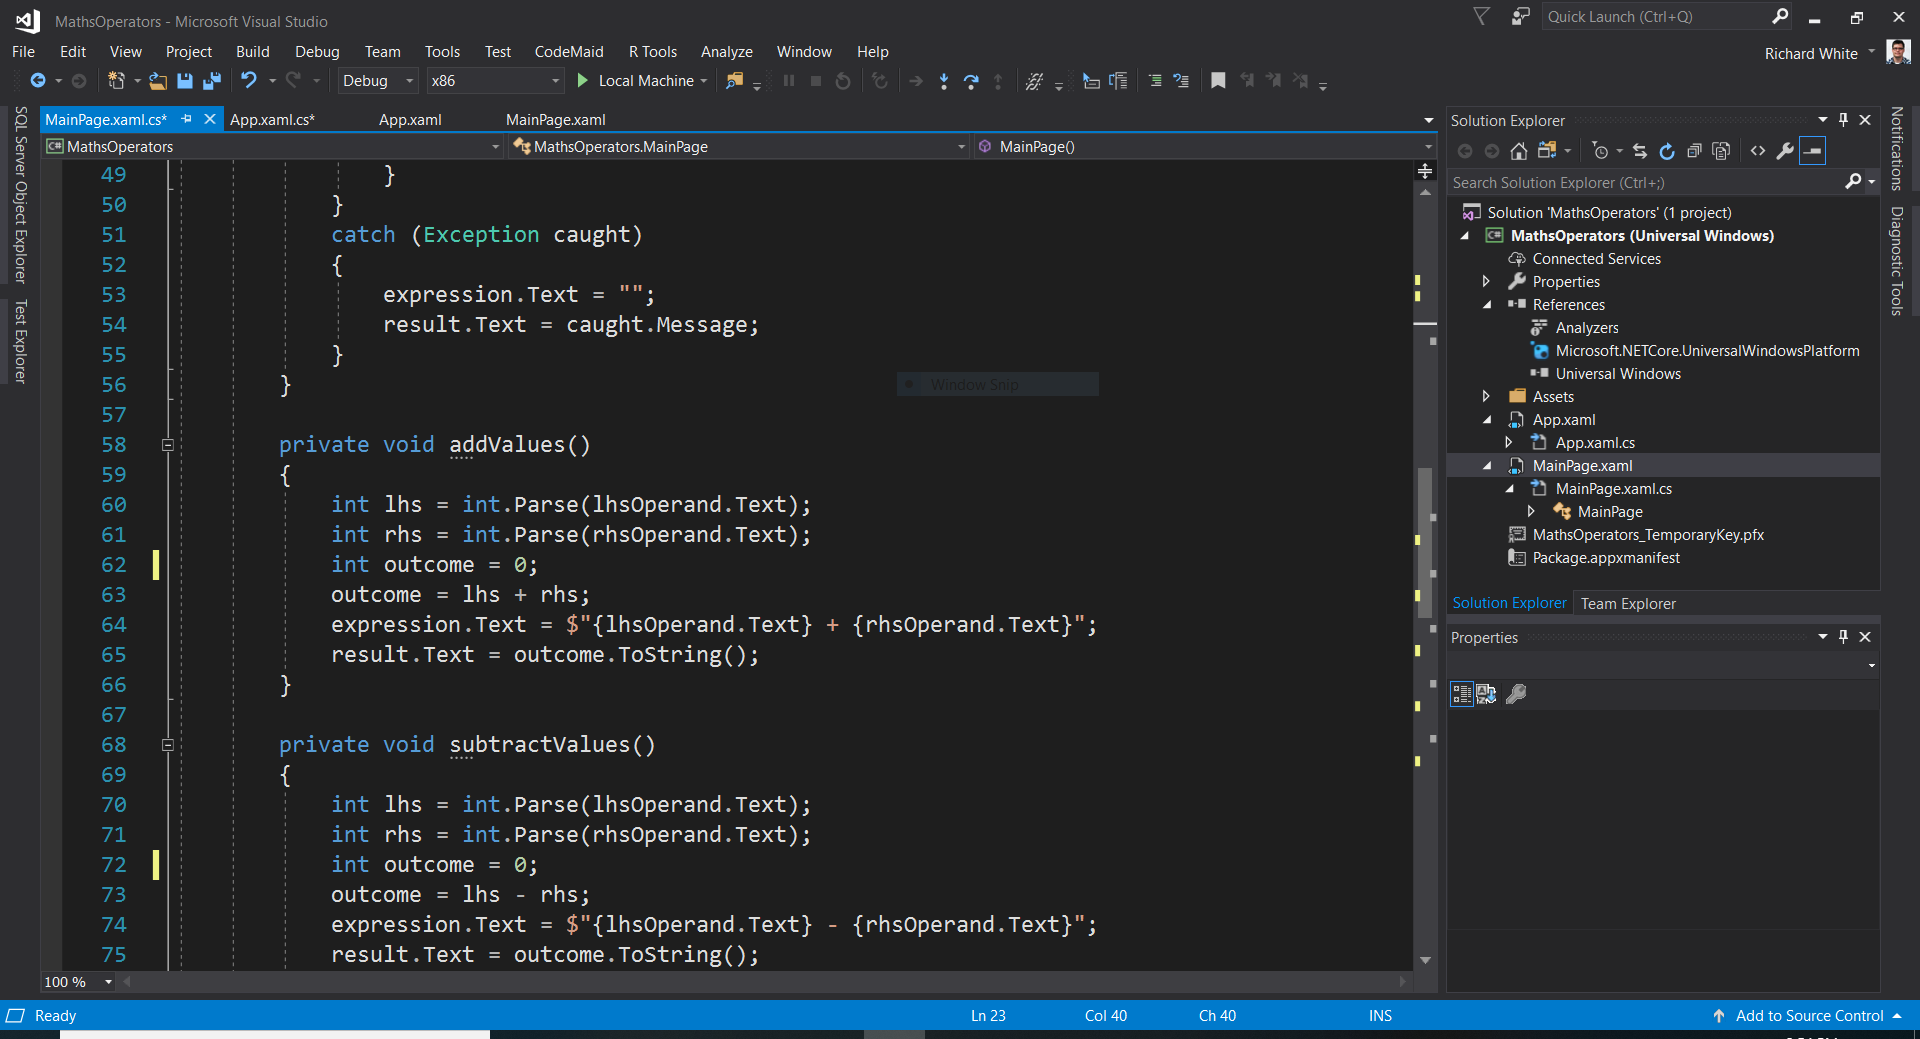 MathsOperators - Microsoft Visual Studio
Quick Launch (Ctrl+Q)
File Edit View Project Build Debug Team Tools Test CodeMaid R Tools Analyze Window Help
Richard White
Debug x86 Local Machine
SQL Server Object Explorer
Test Explorer
MainPage.xaml.cs* App.xaml.cs* App.xaml MainPage.xaml
C# MathsOperators MathsOperators.MainPage MainPage()
49 }
50 }
51 catch (Exception caught)
52 {
53 expression.Text = "";
54 result.Text = caught.Message;
55 }
56 }
57
58 private void addValues()
59 {
60 int lhs = int.Parse(lhsOperand.Text);
61 int rhs = int.Parse(rhsOperand.Text);
62 int outcome = 0;
63 outcome = lhs + rhs;
64 expression.Text = $"{lhsOperand.Text} + {rhsOperand.Text}";
65 result.Text = outcome.ToString();
66 }
67
68 private void subtractValues()
69 {
70 int lhs = int.Parse(lhsOperand.Text);
71 int rhs = int.Parse(rhsOperand.Text);
72 int outcome = 0;
73 outcome = lhs - rhs;
74 expression.Text = $"{lhsOperand.Text} - {rhsOperand.Text}";
75 result.Text = outcome.ToString();
Window Snip
100 %
Solution Explorer
Search Solution Explorer (Ctrl+;)
Solution 'MathsOperators' (1 project)
C# MathsOperators (Universal Windows)
Connected Services
Properties
References
Analyzers
Microsoft.NETCore.UniversalWindowsPlatform
Universal Windows
Assets
App.xaml
App.xaml.cs
MainPage.xaml
MainPage.xaml.cs
MainPage
MathsOperators_TemporaryKey.pfx
Package.appxmanifest
Solution Explorer Team Explorer
Properties
Notifications
Diagnostic Tools
Ready Ln 23 Col 40 Ch 40 INS Add to Source Control